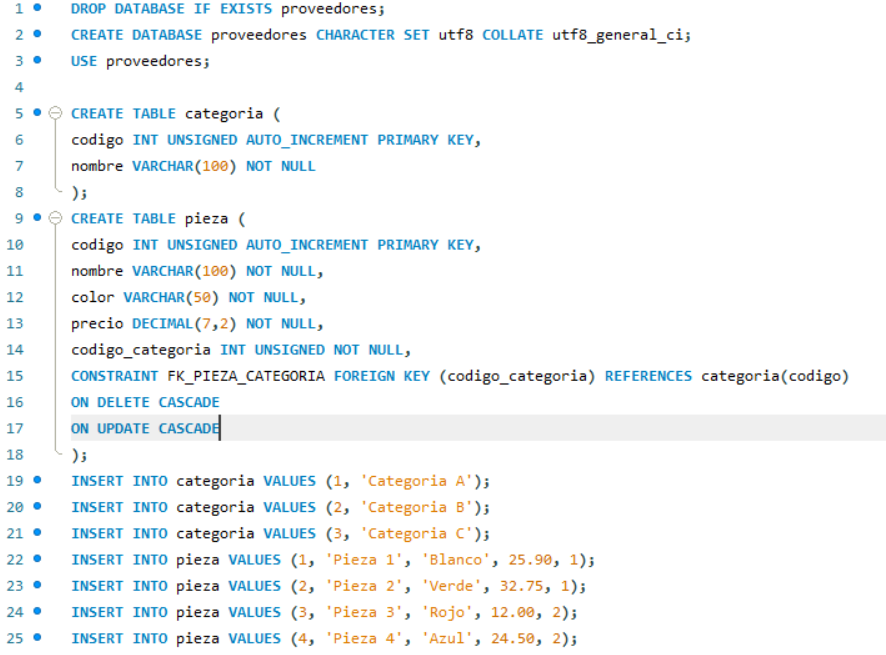 1 DROP DATABASE IF EXISTS proveedores;
2 CREATE DATABASE proveedores CHARACTER SET utf8 COLLATE utf8_general_ci;
3 USE proveedores;
4
5 CREATE TABLE categoria (
6 codigo INT UNSIGNED AUTO_INCREMENT PRIMARY KEY,
7 nombre VARCHAR(100) NOT NULL
8 );
9 CREATE TABLE pieza (
10 codigo INT UNSIGNED AUTO_INCREMENT PRIMARY KEY,
11 nombre VARCHAR(100) NOT NULL,
12 color VARCHAR(50) NOT NULL,
13 precio DECIMAL(7,2) NOT NULL,
14 codigo_categoria INT UNSIGNED NOT NULL,
15 CONSTRAINT FK_PIEZA_CATEGORIA FOREIGN KEY (codigo_categoria) REFERENCES categoria(codigo)
16 ON DELETE CASCADE
17 ON UPDATE CASCADE
18 );
19 INSERT INTO categoria VALUES (1, 'Categoria A');
20 INSERT INTO categoria VALUES (2, 'Categoria B');
21 INSERT INTO categoria VALUES (3, 'Categoria C');
22 INSERT INTO pieza VALUES (1, 'Pieza 1', 'Blanco', 25.90, 1);
23 INSERT INTO pieza VALUES (2, 'Pieza 2', 'Verde', 32.75, 1);
24 INSERT INTO pieza VALUES (3, 'Pieza 3', 'Rojo', 12.00, 2);
25 INSERT INTO pieza VALUES (4, 'Pieza 4', 'Azul', 24.50, 2);